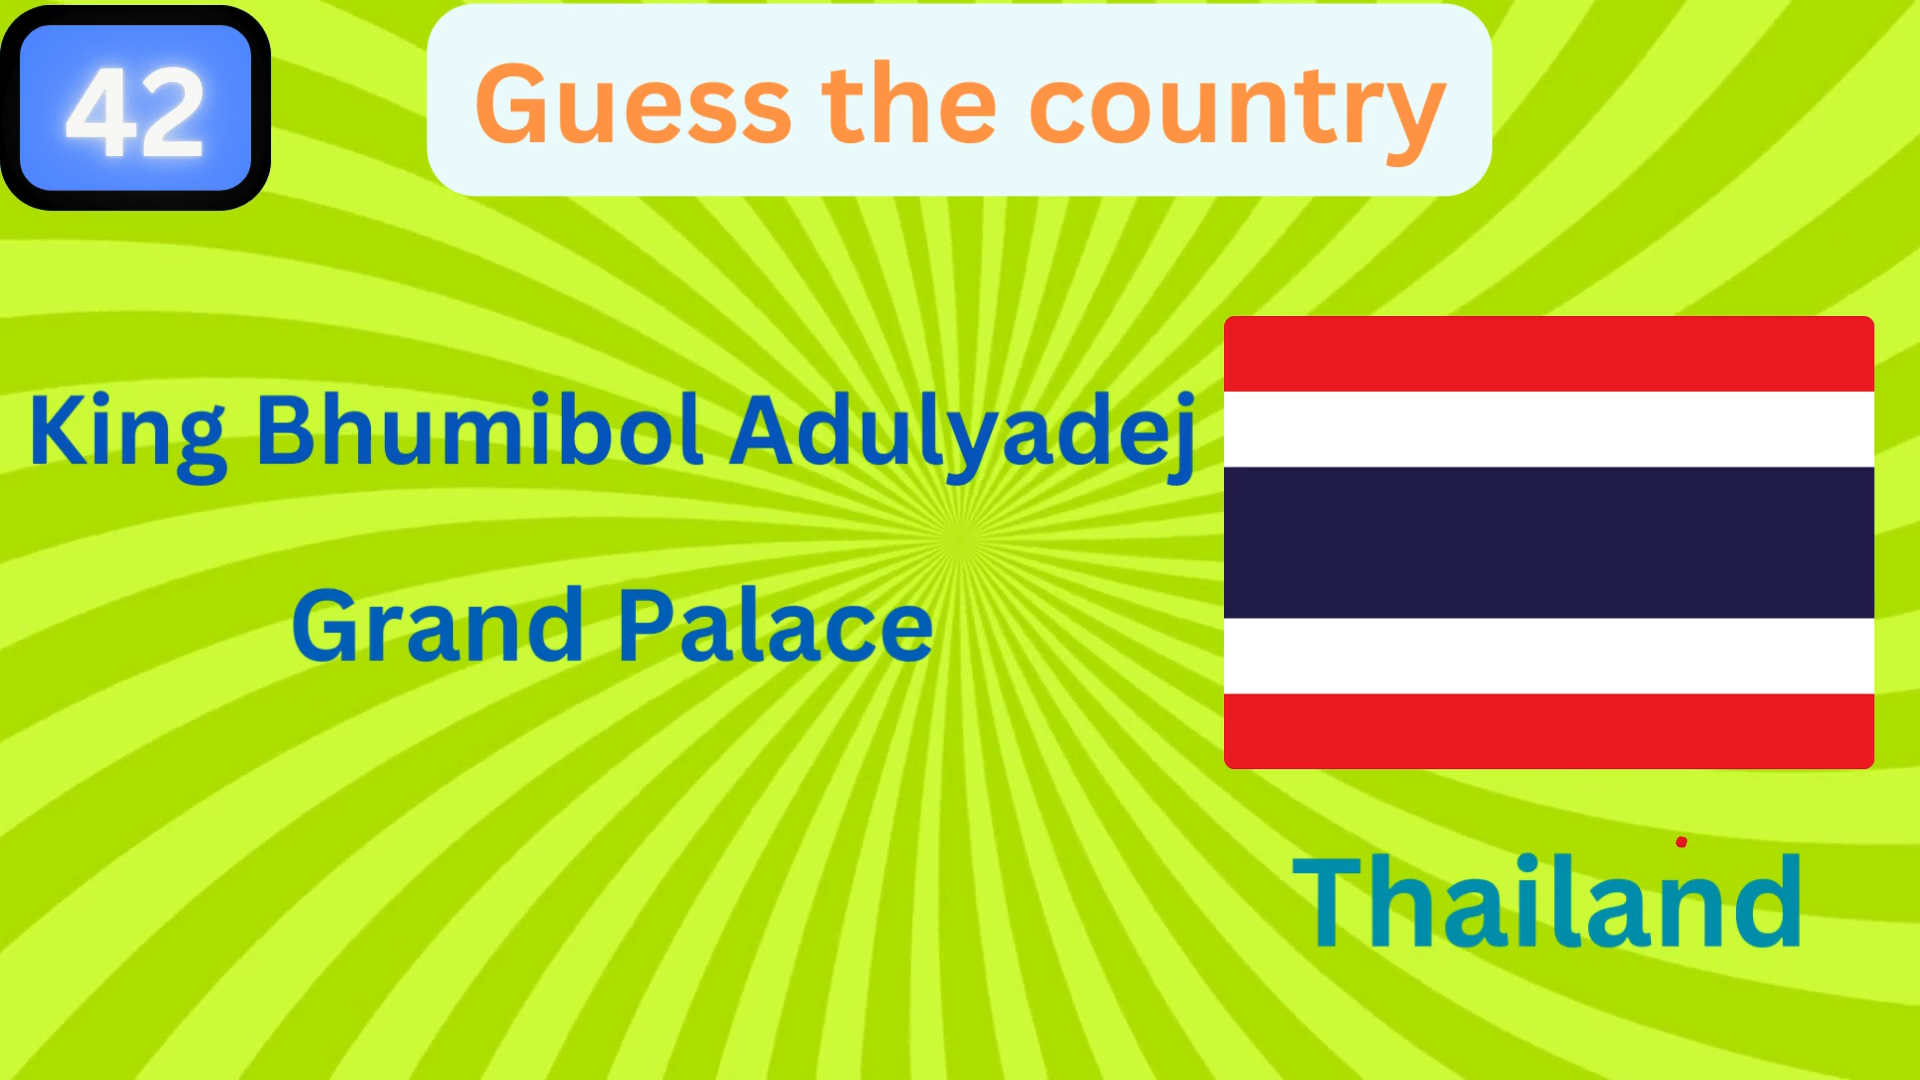 42
Guess the country
King Bhumibol Adulyadej
Grand Palace
Thailand